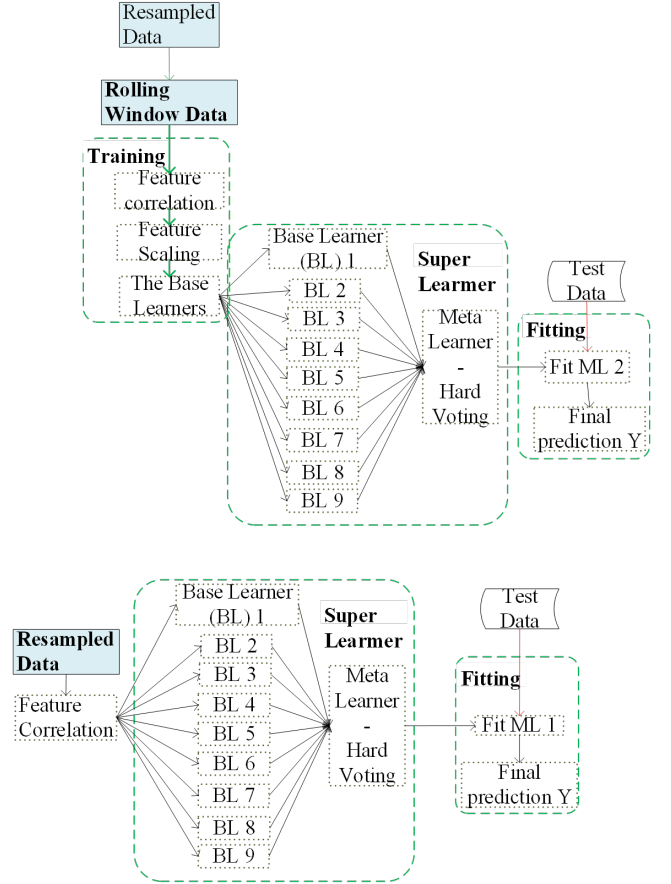 Resampled
Data
Rolling
Window Data
Training
Feature
correlation
Feature
Scaling
The Base
Learners
Base Learner
(BL) 1
BL 2
BL 3
BL 4
BL 5
BL 6
BL 7
BL 8
BL 9
Super
Learmer
Meta
Learner
-
Hard
Voting
Test
Data
Fitting
Fit ML 2
Final
prediction Y
Resampled
Data
Feature
Correlation
Base Learner
(BL) 1
BL 2
BL 3
BL 4
BL 5
BL 6
BL 7
BL 8
BL 9
Super
Learmer
Meta
Learner
-
Hard
Voting
Test
Data
Fitting
Fit ML 1
Final
prediction Y